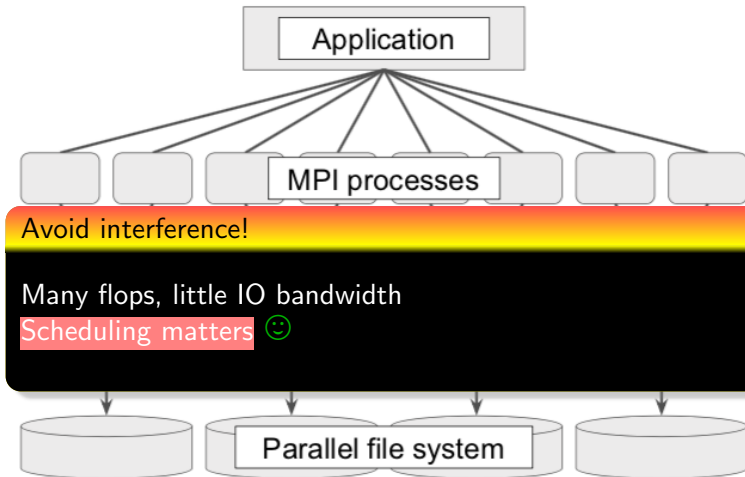 Application
MPI processes
Avoid interference!
Many flops, little IO bandwidth
Scheduling matters ☺
Parallel file system